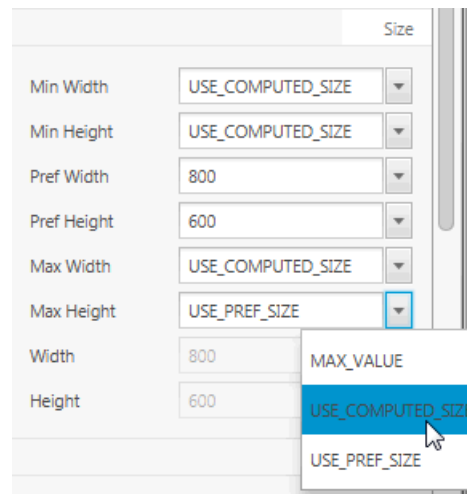 Size
Min Width USE_COMPUTED_SIZE
Min Height USE_COMPUTED_SIZE
Pref Width 800
Pref Height 600
Max Width USE_COMPUTED_SIZE
Max Height USE_PREF_SIZE
Width 800
MAX_VALUE
Height 600
USE_COMPUTED_SIZE
USE_PREF_SIZE